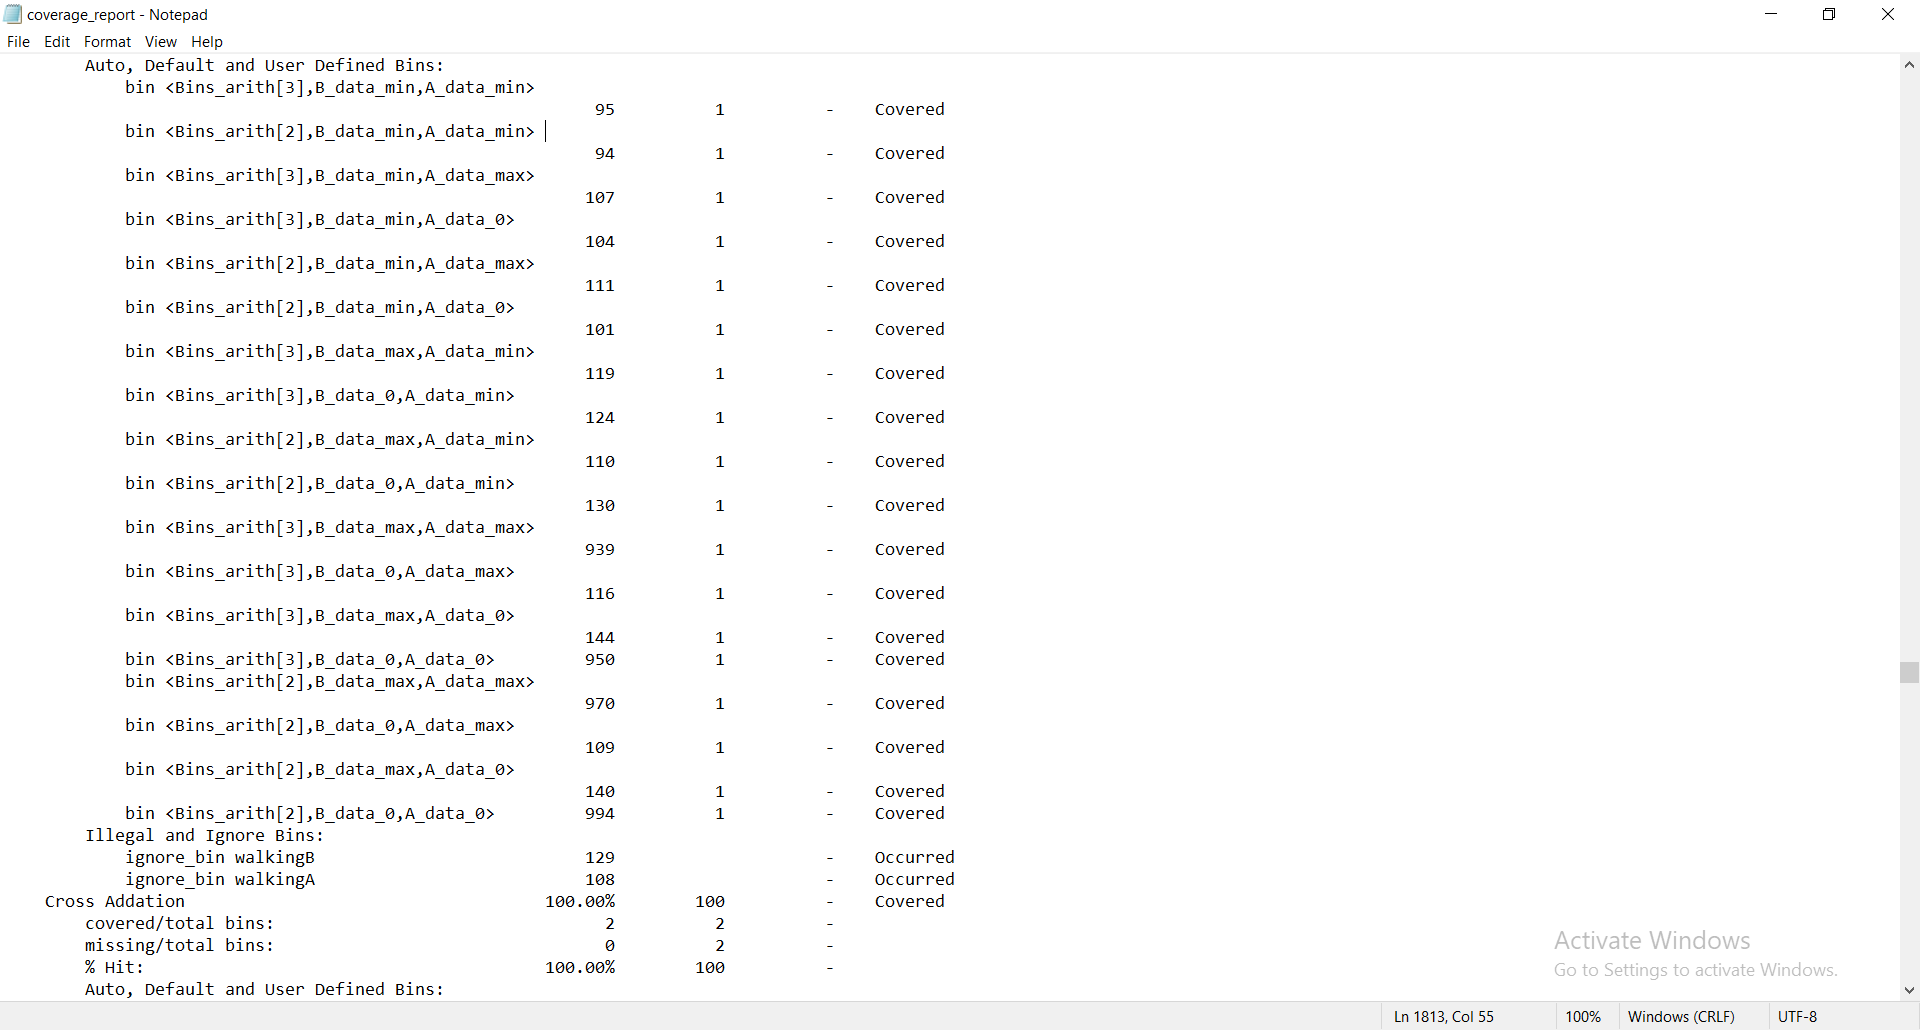 coverage_report - Notepad
File Edit Format View Help
Auto, Default and User Defined Bins:
bin <Bins_arith[3],B_data_min,A_data_min>
95 1 - Covered
bin <Bins_arith[2],B_data_min,A_data_min>
94 1 - Covered
bin <Bins_arith[3],B_data_min,A_data_max>
107 1 - Covered
bin <Bins_arith[3],B_data_min,A_data_0>
104 1 - Covered
bin <Bins_arith[2],B_data_min,A_data_max>
111 1 - Covered
bin <Bins_arith[2],B_data_min,A_data_0>
101 1 - Covered
bin <Bins_arith[3],B_data_max,A_data_min>
119 1 - Covered
bin <Bins_arith[3],B_data_0,A_data_min>
124 1 - Covered
bin <Bins_arith[2],B_data_max,A_data_min>
110 1 - Covered
bin <Bins_arith[2],B_data_0,A_data_min>
130 1 - Covered
bin <Bins_arith[3],B_data_max,A_data_max>
939 1 - Covered
bin <Bins_arith[3],B_data_0,A_data_max>
116 1 - Covered
bin <Bins_arith[3],B_data_max,A_data_0>
144 1 - Covered
bin <Bins_arith[3],B_data_0,A_data_0> 950 1 - Covered
bin <Bins_arith[2],B_data_max,A_data_max>
970 1 - Covered
bin <Bins_arith[2],B_data_0,A_data_max>
109 1 - Covered
bin <Bins_arith[2],B_data_max,A_data_0>
140 1 - Covered
bin <Bins_arith[2],B_data_0,A_data_0> 994 1 - Covered
Illegal and Ignore Bins:
ignore_bin walkingB 129 - Occurred
ignore_bin walkingA 108 - Occurred
Cross Addation 100.00% 100 - Covered
covered/total bins: 2 2 -
missing/total bins: 0 2 -
% Hit: 100.00% 100 -
Auto, Default and User Defined Bins:
Activate Windows
Go to Settings to activate Windows.
Ln 1813, Col 55 100% Windows (CRLF) UTF-8